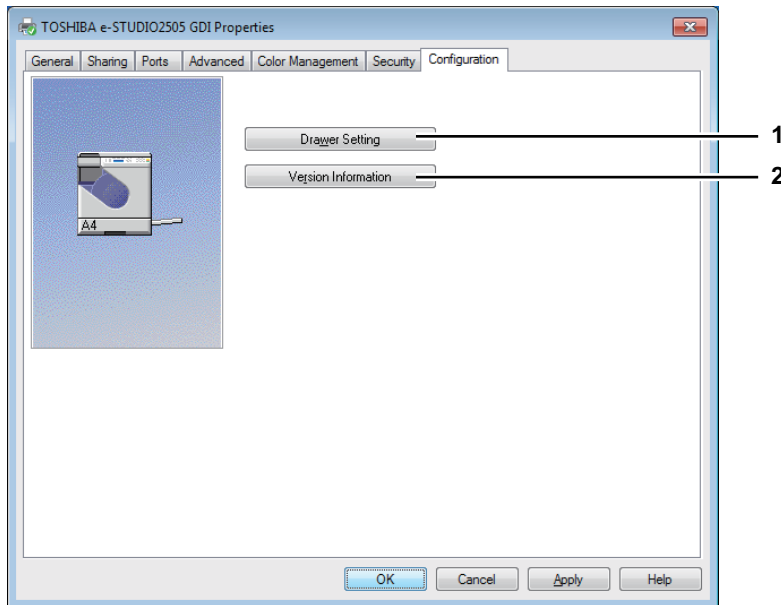 TOSHIBA e-STUDIO2505 GDI Properties
General Sharing Ports Advanced Color Management Security Configuration
Drawer Setting 1
Version Information 2
A4
OK Cancel Apply Help